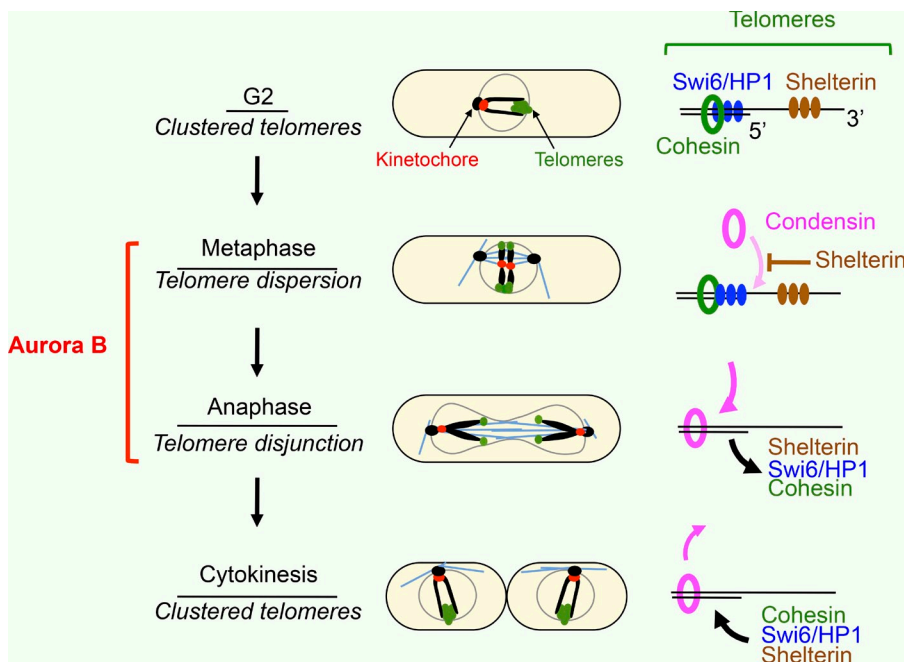 Telomeres
G2
Clustered telomeres
Kinetochore
Telomeres
Swi6/HP1
Shelterin
5’
3’
Cohesin
Aurora B
Metaphase
Telomere dispersion
Condensin
Shelterin
Anaphase
Telomere disjunction
Shelterin
Swi6/HP1
Cohesin
Cytokinesis
Clustered telomeres
Cohesin
Swi6/HP1
Shelterin